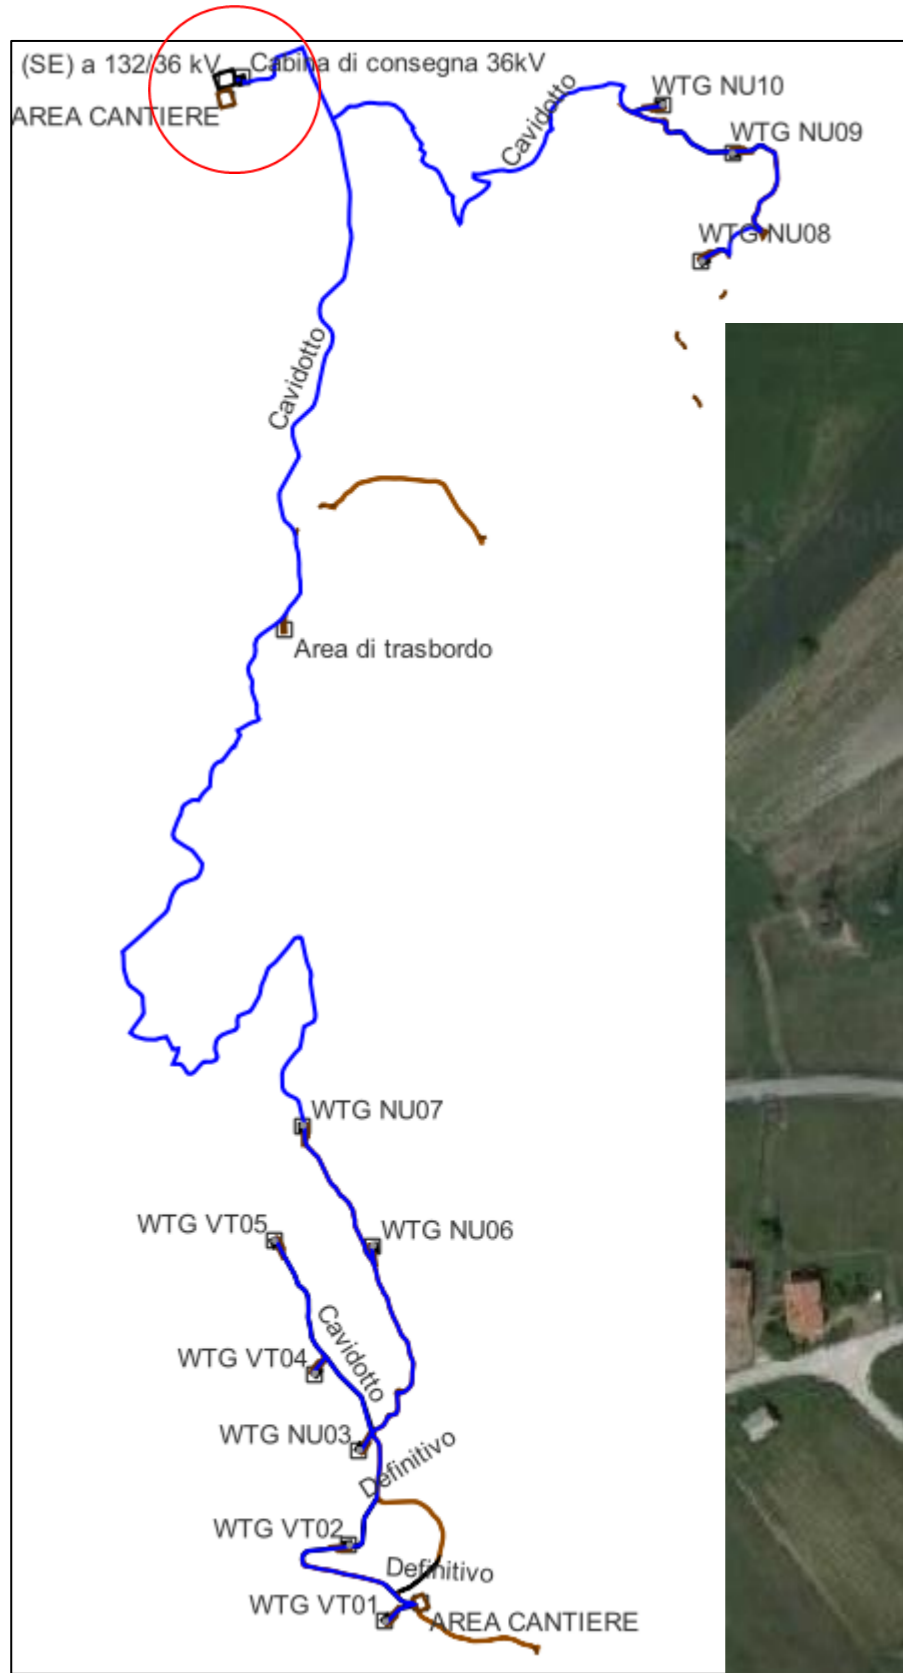 (SE) a 132/36 kV
Cabina di consegna 36kV
AREA CANTIERE
Cavidotto
WTG NU10
WTG NU09
WTG NU08
Cavidotto
Area di trasbordo
WTG NU07
WTG VT05
WTG NU06
Cavidotto
WTG VT04
WTG NU03
Definitivo
WTG VT02
Definitivo
WTG VT01
AREA CANTIERE